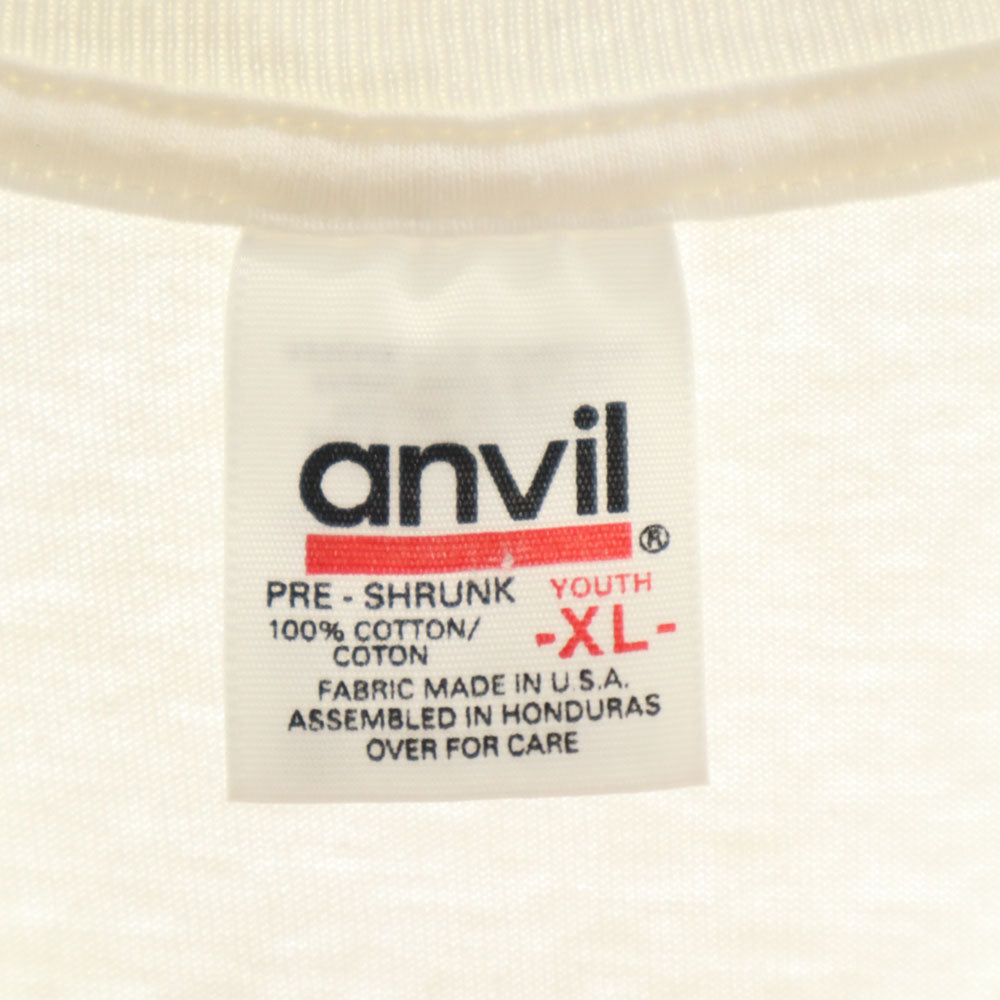 anvil®
PRE - SHRUNK
YOUTH
100% COTTON/
-XL-
COTON
FABRIC MADE IN U.S.A.
ASSEMBLED IN HONDURAS
OVER FOR CARE